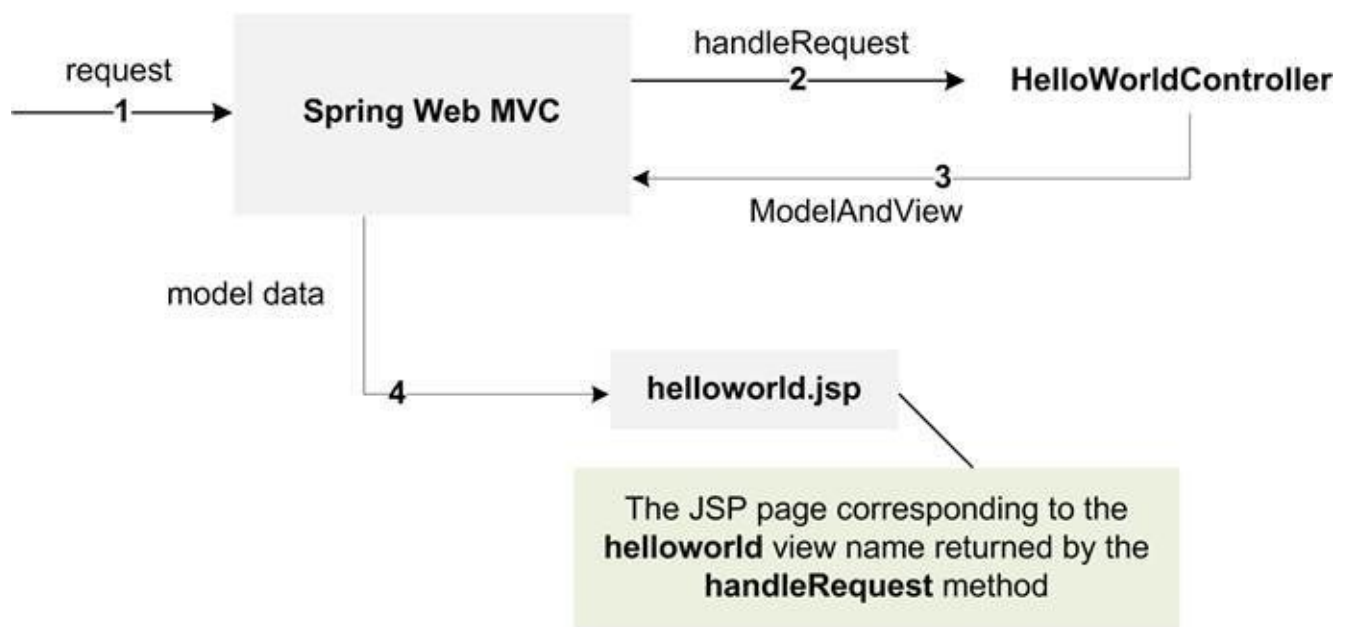 request
1
Spring Web MVC
handleRequest
2
HelloWorldController
3
ModelAndView
model data
4
helloworld.jsp
The JSP page corresponding to the
helloworld view name returned by the
handleRequest method